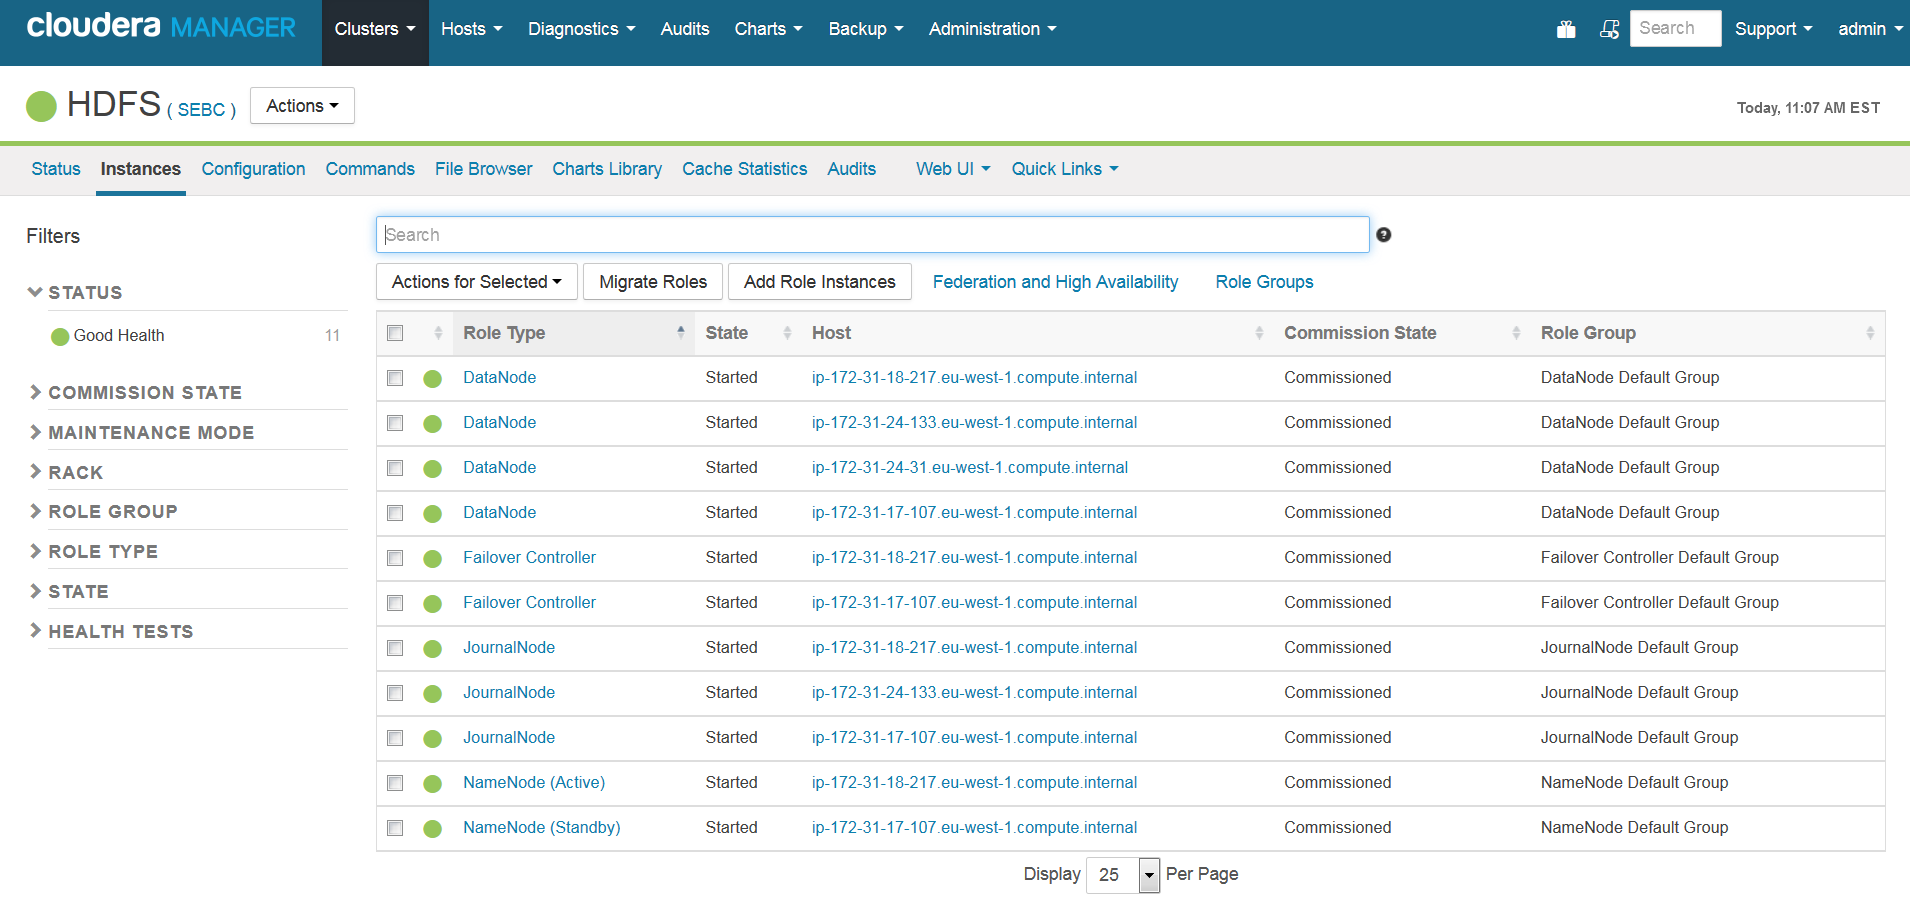 cloudera MANAGER Clusters Hosts Diagnostics Audits Charts Backup Administration Search Support admin
HDFS ( SEBC ) Actions Today, 11:07 AM EST
Status Instances Configuration Commands File Browser Charts Library Cache Statistics Audits Web UI Quick Links
Filters
STATUS
Good Health 11
COMMISSION STATE
MAINTENANCE MODE
RACK
ROLE GROUP
ROLE TYPE
STATE
HEALTH TESTS
Search ?
Actions for Selected Migrate Roles Add Role Instances Federation and High Availability Role Groups
Role Type State Host Commission State Role Group
DataNode Started ip-172-31-18-217.eu-west-1.compute.internal Commissioned DataNode Default Group
DataNode Started ip-172-31-24-133.eu-west-1.compute.internal Commissioned DataNode Default Group
DataNode Started ip-172-31-24-31.eu-west-1.compute.internal Commissioned DataNode Default Group
DataNode Started ip-172-31-17-107.eu-west-1.compute.internal Commissioned DataNode Default Group
Failover Controller Started ip-172-31-18-217.eu-west-1.compute.internal Commissioned Failover Controller Default Group
Failover Controller Started ip-172-31-17-107.eu-west-1.compute.internal Commissioned Failover Controller Default Group
JournalNode Started ip-172-31-18-217.eu-west-1.compute.internal Commissioned JournalNode Default Group
JournalNode Started ip-172-31-24-133.eu-west-1.compute.internal Commissioned JournalNode Default Group
JournalNode Started ip-172-31-17-107.eu-west-1.compute.internal Commissioned JournalNode Default Group
NameNode (Active) Started ip-172-31-18-217.eu-west-1.compute.internal Commissioned NameNode Default Group
NameNode (Standby) Started ip-172-31-17-107.eu-west-1.compute.internal Commissioned NameNode Default Group
Display 25 Per Page